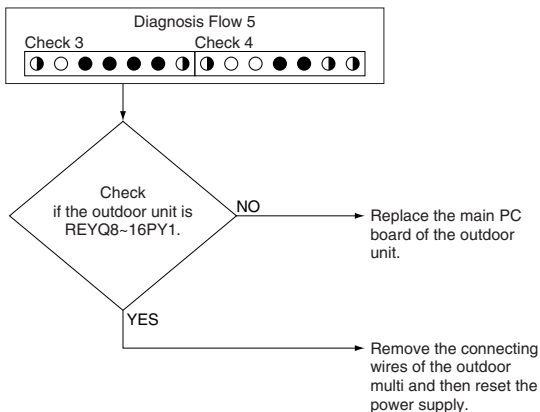 Diagnosis Flow 5
Check 3
Check 4
Check
if the outdoor unit is
REYQ8~16PY1.
NO
Replace the main PC
board of the outdoor
unit.
YES
Remove the connecting
wires of the outdoor
multi and then reset the
power supply.